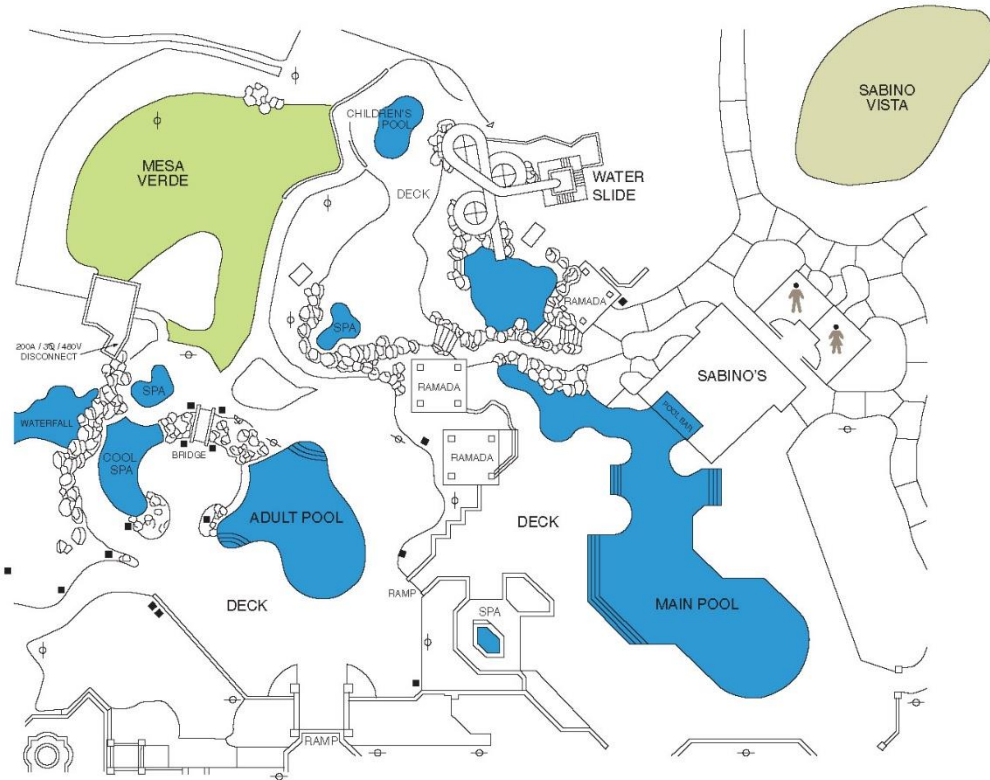 SABINO
VISTA
CHILDREN'S
POOL
MESA
VERDE
DECK
WATER
SLIDE
RAMADA
SPA
200A / 3Q / 480V
DISCONNECT
RAMADA
SABINO'S
SPA
POOL BAR
WATERFALL
BRIDGE
RAMADA
COOL
SPA
ADULT POOL
DECK
RAMP
DECK
SPA
MAIN POOL
RAMP